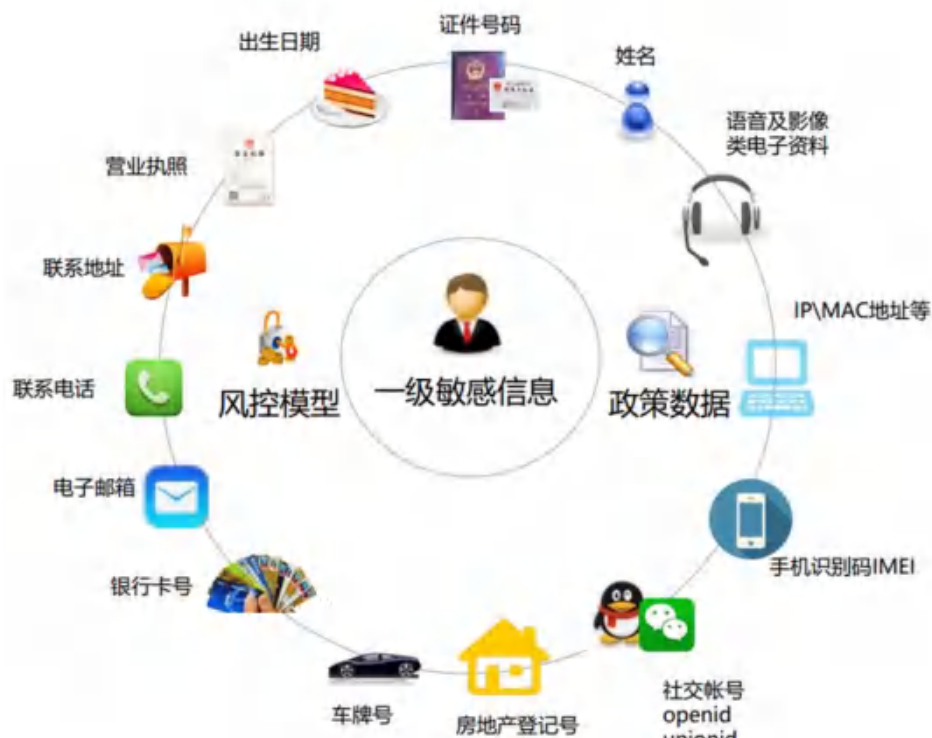 证件号码
出生日期
姓名
语音及影像
类电子资料
营业执照
联系地址
IP\MAC地址等
联系电话
风控模型
一级敏感信息
政策数据
电子邮箱
手机识别码IMEI
银行卡号
社交帐号
openid
unionid
车牌号
房地产登记号